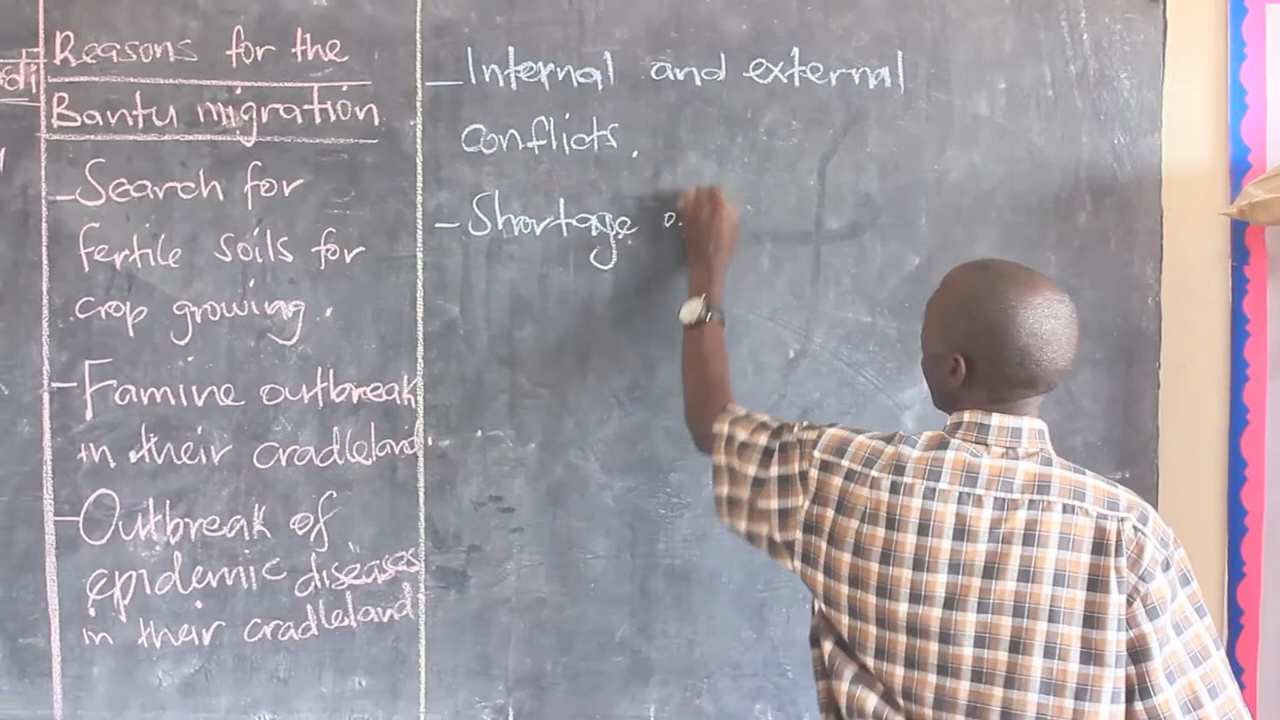 Reasons for the
Bantu migration
-Search for
fertile soils for
crop growing.
-Famine outbreak
in their cradleland.
-Outbreak of
epidemic diseases
in their cradleland
-Internal and external
conflicts.
-Shortage o